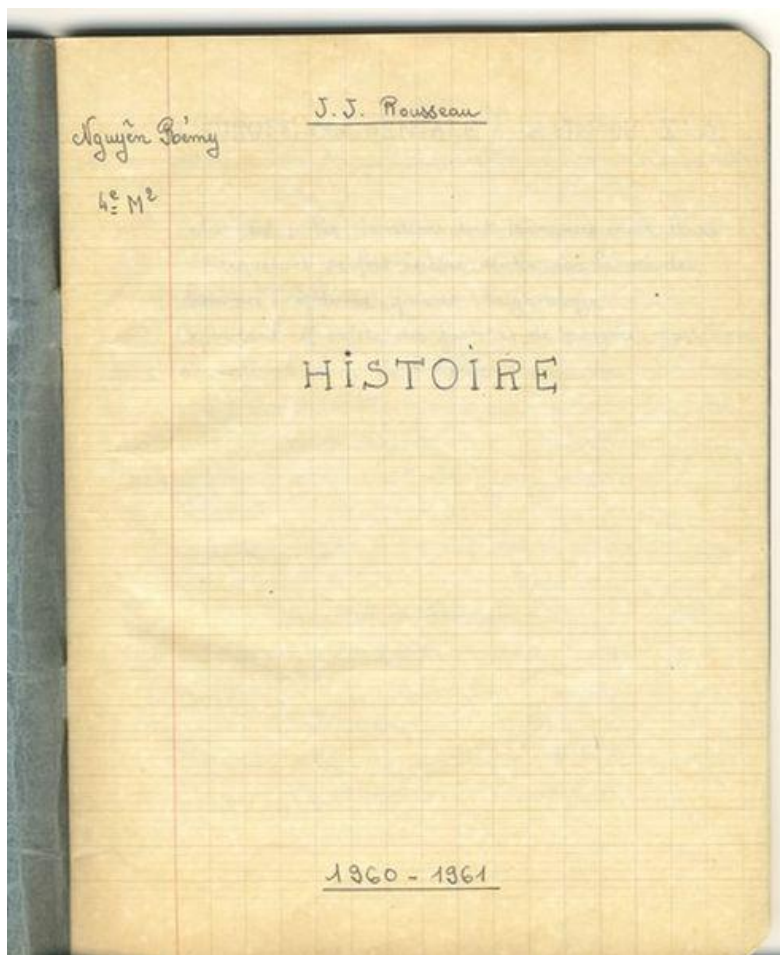 J. J. Rousseau
Nguyễn Rémy
4e M2
HISTOIRE
1960 - 1961